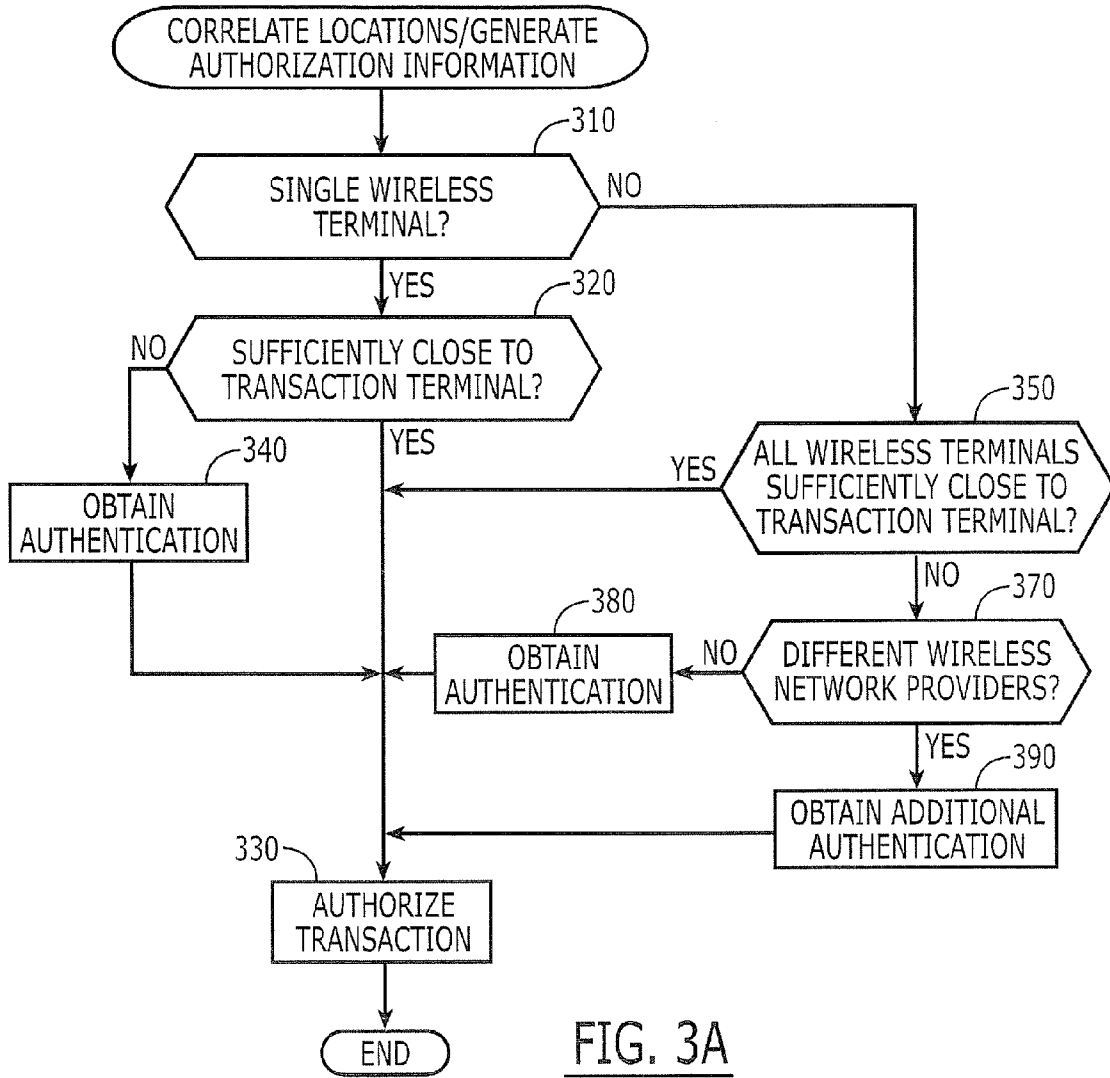 CORRELATE LOCATIONS/GENERATE
AUTHORIZATION INFORMATION
310
SINGLE WIRELESS
TERMINAL?
NO
YES
320
SUFFICIENTLY CLOSE TO
TRANSACTION TERMINAL?
NO
YES
340
OBTAIN
AUTHENTICATION
350
ALL WIRELESS TERMINALS
SUFFICIENTLY CLOSE TO
TRANSACTION TERMINAL?
YES
NO
370
DIFFERENT WIRELESS
NETWORK PROVIDERS?
NO
380
OBTAIN
AUTHENTICATION
YES
390
OBTAIN ADDITIONAL
AUTHENTICATION
330
AUTHORIZE
TRANSACTION
END
FIG. 3A